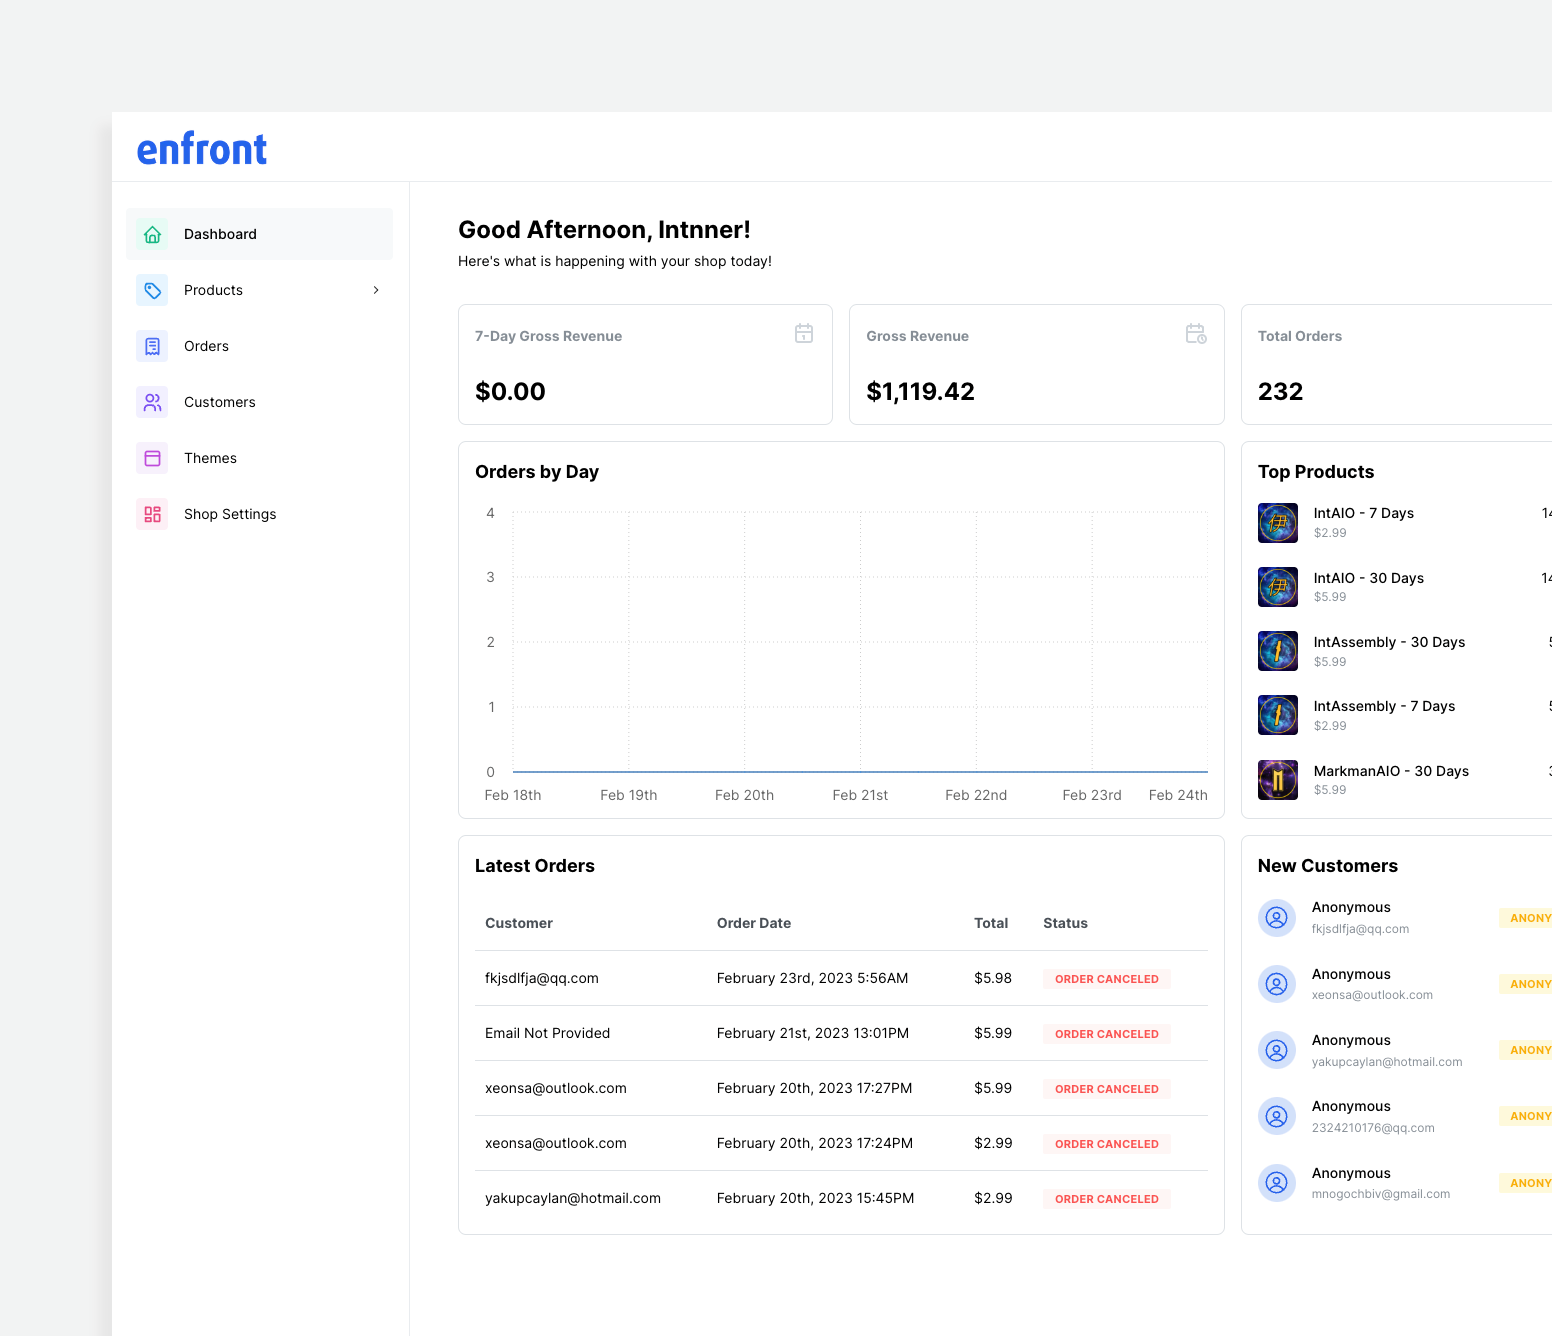 enfront
Dashboard
Products
Orders
Customers
Themes
Shop Settings
Good Afternoon, Intnner!
Here's what is happening with your shop today!
7-Day Gross Revenue
$0.00
Gross Revenue
$1,119.42
Total Orders
232
Orders by Day
4
3
2
1
0
Feb 18th Feb 19th Feb 20th Feb 21st Feb 22nd Feb 23rd Feb 24th
Top Products
伊
IntAIO - 7 Days
$2.99
伊
IntAIO - 30 Days
$5.99
IntAssembly - 30 Days
$5.99
IntAssembly - 7 Days
$2.99
MarkmanAIO - 30 Days
$5.99
Latest Orders
Customer Order Date Total Status
fkjsdlfja@qq.com February 23rd, 2023 5:56AM $5.98 ORDER CANCELED
Email Not Provided February 21st, 2023 13:01PM $5.99 ORDER CANCELED
xeonsa@outlook.com February 20th, 2023 17:27PM $5.99 ORDER CANCELED
xeonsa@outlook.com February 20th, 2023 17:24PM $2.99 ORDER CANCELED
yakupcaylan@hotmail.com February 20th, 2023 15:45PM $2.99 ORDER CANCELED
New Customers
Anonymous
fkjsdlfja@qq.com
ANONY
Anonymous
xeonsa@outlook.com
ANONY
Anonymous
yakupcaylan@hotmail.com
ANONY
Anonymous
2324210176@qq.com
ANONY
Anonymous
mnogochbiv@gmail.com
ANONY